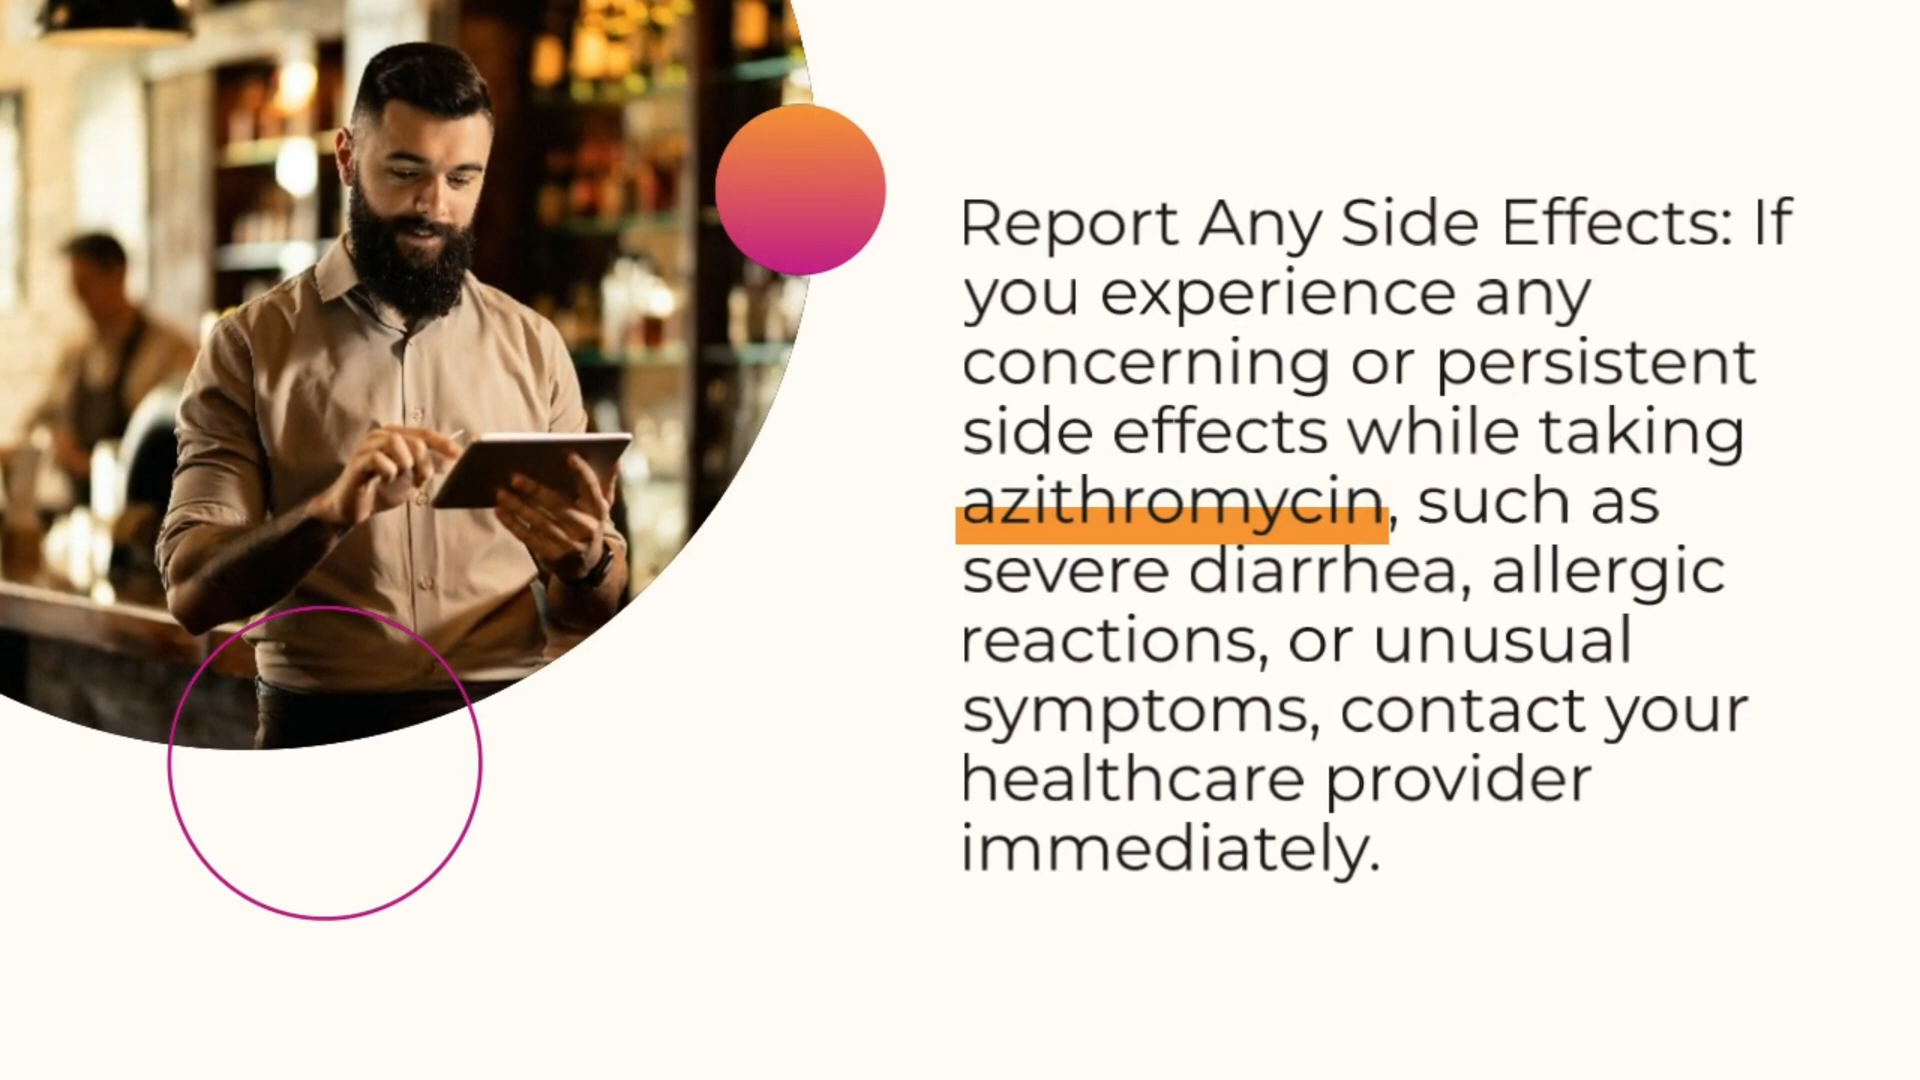 Report Any Side Effects: If
you experience any
concerning or persistent
side effects while taking
azithromycin, such as
severe diarrhea, allergic
reactions, or unusual
symptoms, contact your
healthcare provider
immediately.